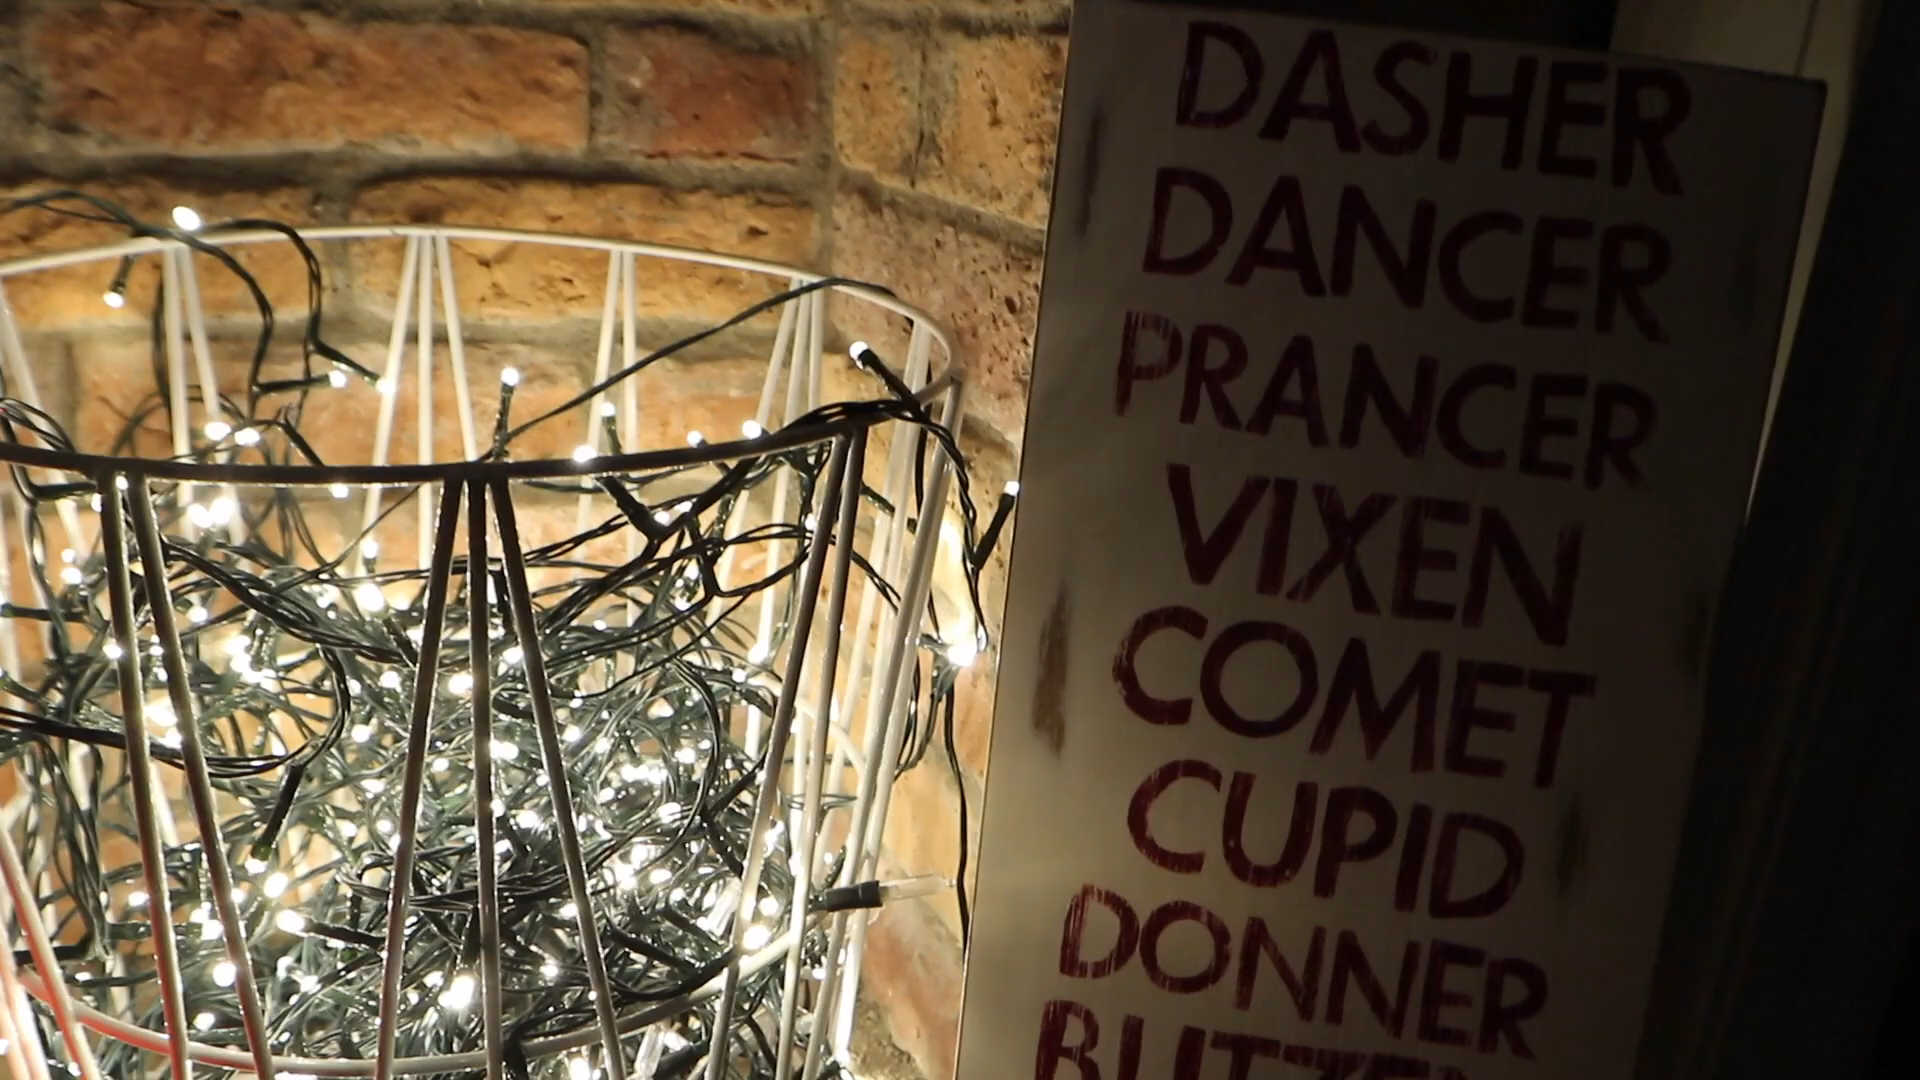 DASHER
DANCER
PRANCER
VIXEN
COMET
CUPID
DONNER